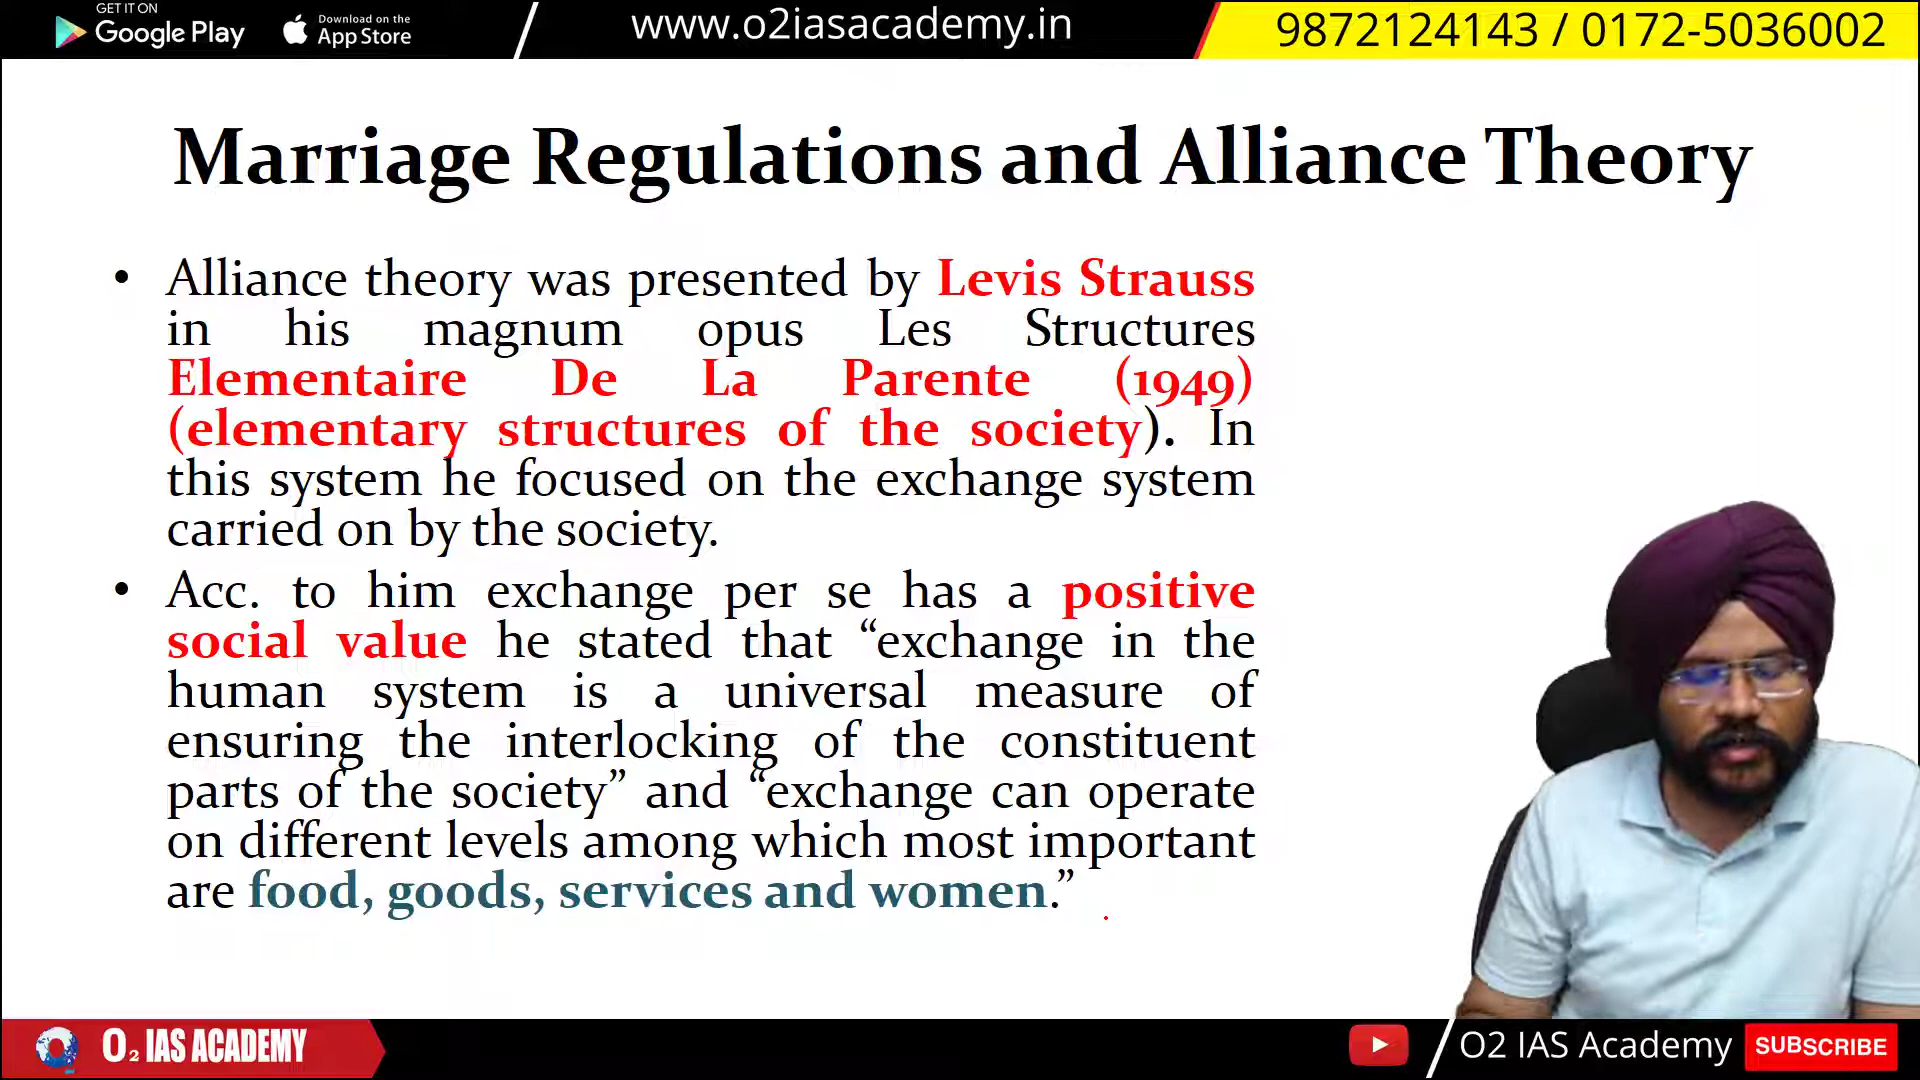 GET IT ON
Google Play
Download on the
App Store
www.o2iasacademy.in
9872124143 / 0172-5036002
Marriage Regulations and Alliance Theory
• Alliance theory was presented by Levis Strauss
in his magnum opus Les Structures
Elementaire De La Parente (1949)
(elementary structures of the society). In
this system he focused on the exchange system
carried on by the society.
• Acc. to him exchange per se has a positive
social value he stated that “exchange in the
human system is a universal measure of
ensuring the interlocking of the constituent
parts of the society” and “exchange can operate
on different levels among which most important
are food, goods, services and women.”
O2 IAS ACADEMY
O2 IAS Academy
SUBSCRIBE